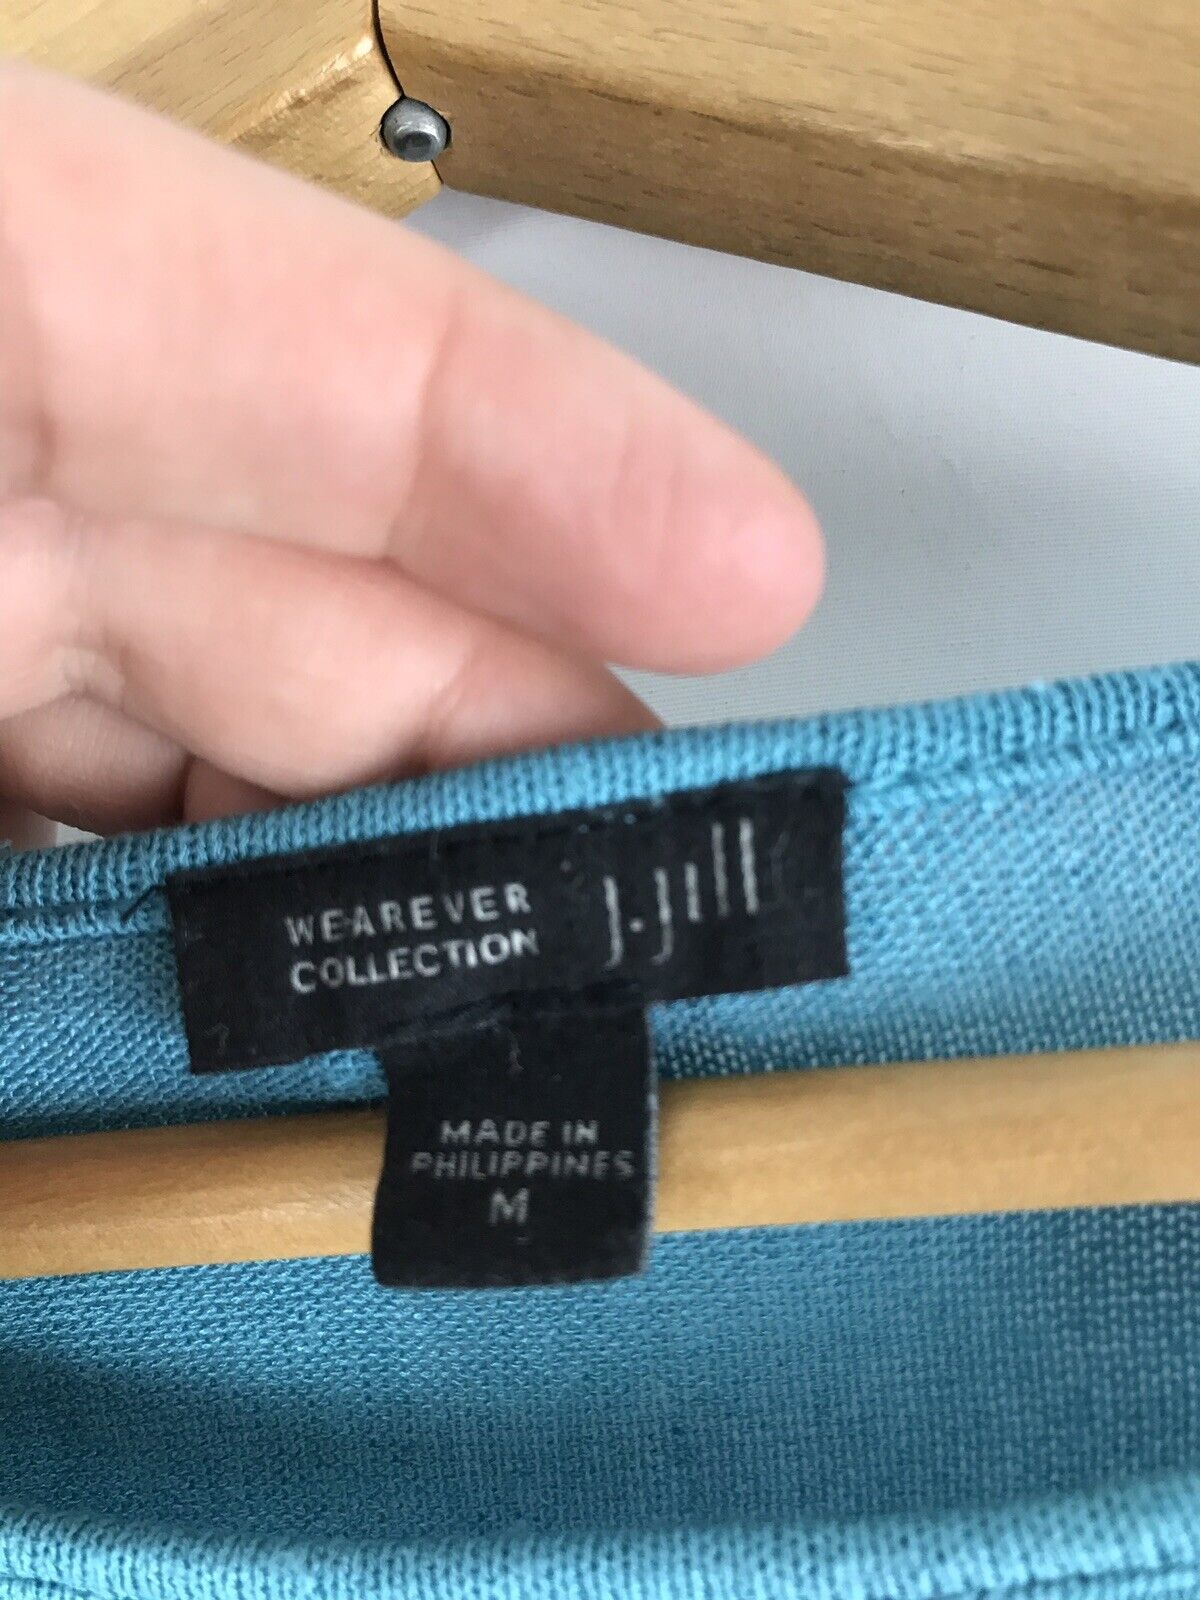 WEAREVER
COLLECTION
J.Jill
MADE IN
PHILIPPINES
M